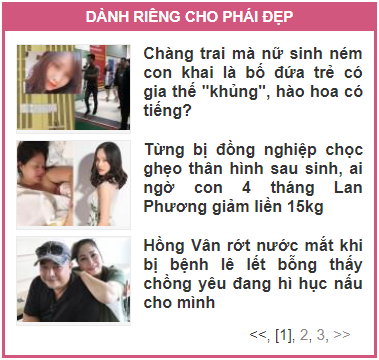 DÀNH RIÊNG CHO PHÁI ĐẸP
Chàng trai mà nữ sinh ném
con khai là bố đứa trẻ có
gia thế "khủng", hào hoa có
tiếng?
Từng bị đồng nghiệp chọc
ghẹo thân hình sau sinh, ai
ngờ con 4 tháng Lan
Phương giảm liền 15kg
Hồng Vân rớt nước mắt khi
bị bệnh lê lết bỗng thấy
chồng yêu đang hì hục nấu
cho mình
<<, [1], 2, 3, >>